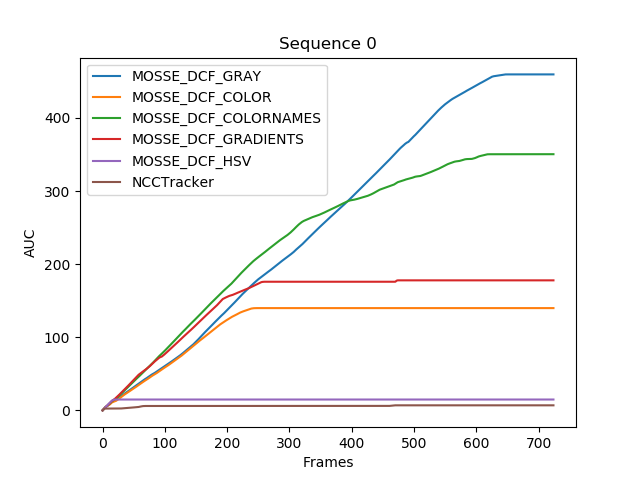 Sequence 0
MOSSE_DCF_GRAY
MOSSE_DCF_COLOR
MOSSE_DCF_COLORNAMES
MOSSE_DCF_GRADIENTS
MOSSE_DCF_HSV
NCCTracker
AUC
400
300
200
100
0
0 100 200 300 400 500 600 700
Frames